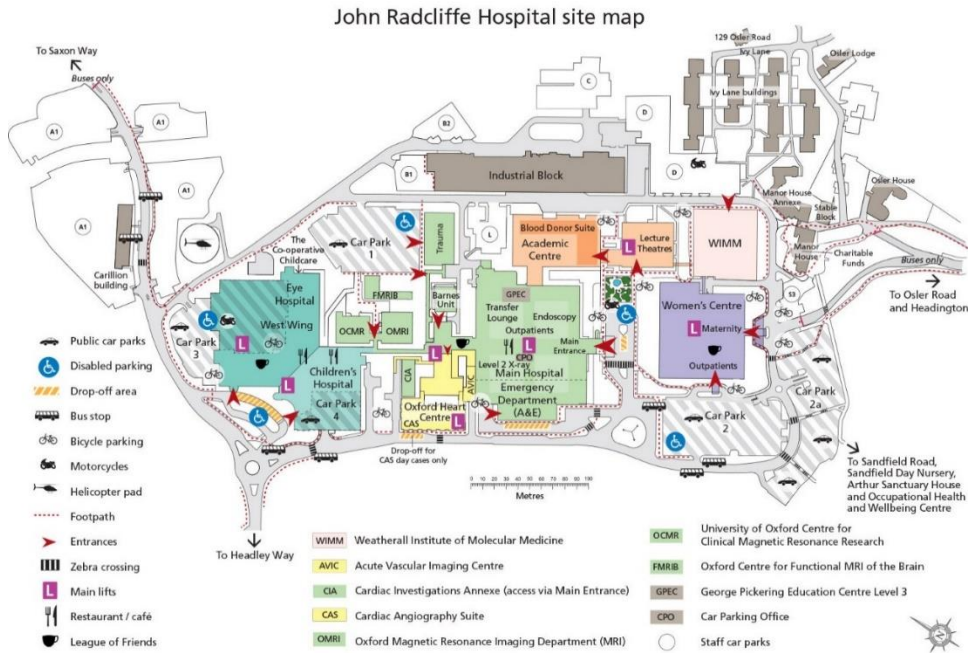 John Radcliffe Hospital site map
To Saxon Way
Buses only
A1
A1
A1
A1
A1
Carillion building
B2
B1
C
D
D
129 Osler Road
Ivy Lane
Osler Lodge
Ivy Lane buildings
Industrial Block
Manor House Annexe
Stable Block
Osler House
Manor House
Charitable Funds
Buses only
To Osler Road and Headington
S3
The Co-operative Childcare
Car Park 1
Trauma
L
Blood Donor Suite
Academic Centre
L
Lecture Theatres
WIMM
Eye Hospital
West Wing
Car Park 3
L
L
FMRIB
OCMR
OMRI
Barnes Unit
GPEC
Transfer Lounge
Endoscopy
Outpatients
Main Entrance
L
CPO
Level 2 X-ray
Main Hospital
Emergency Department (A&E)
Women's Centre
L
Maternity
Outpatients
Children's Hospital
Car Park 4
L
CIA
AVIC
Oxford Heart Centre
CAS
L
Drop-off for CAS day cases only
Car Park 2
Car Park 2a
To Sandfield Road,
Sandfield Day Nursery,
Arthur Sanctuary House
and Occupational Health
and Wellbeing Centre
To Headley Way
0 10 20 30 40 50 60 70 80 90 100
Metres
Public car parks
Disabled parking
Drop-off area
Bus stop
Bicycle parking
Motorcycles
Helicopter pad
Footpath
Entrances
Zebra crossing
L Main lifts
Restaurant / café
League of Friends
WIMM Weatherall Institute of Molecular Medicine
AVIC Acute Vascular Imaging Centre
CIA Cardiac Investigations Annexe (access via Main Entrance)
CAS Cardiac Angiography Suite
OMRI Oxford Magnetic Resonance Imaging Department (MRI)
OCMR University of Oxford Centre for
Clinical Magnetic Resonance Research
FMRIB Oxford Centre for Functional MRI of the Brain
GPEC George Pickering Education Centre Level 3
CPO Car Parking Office
Staff car parks